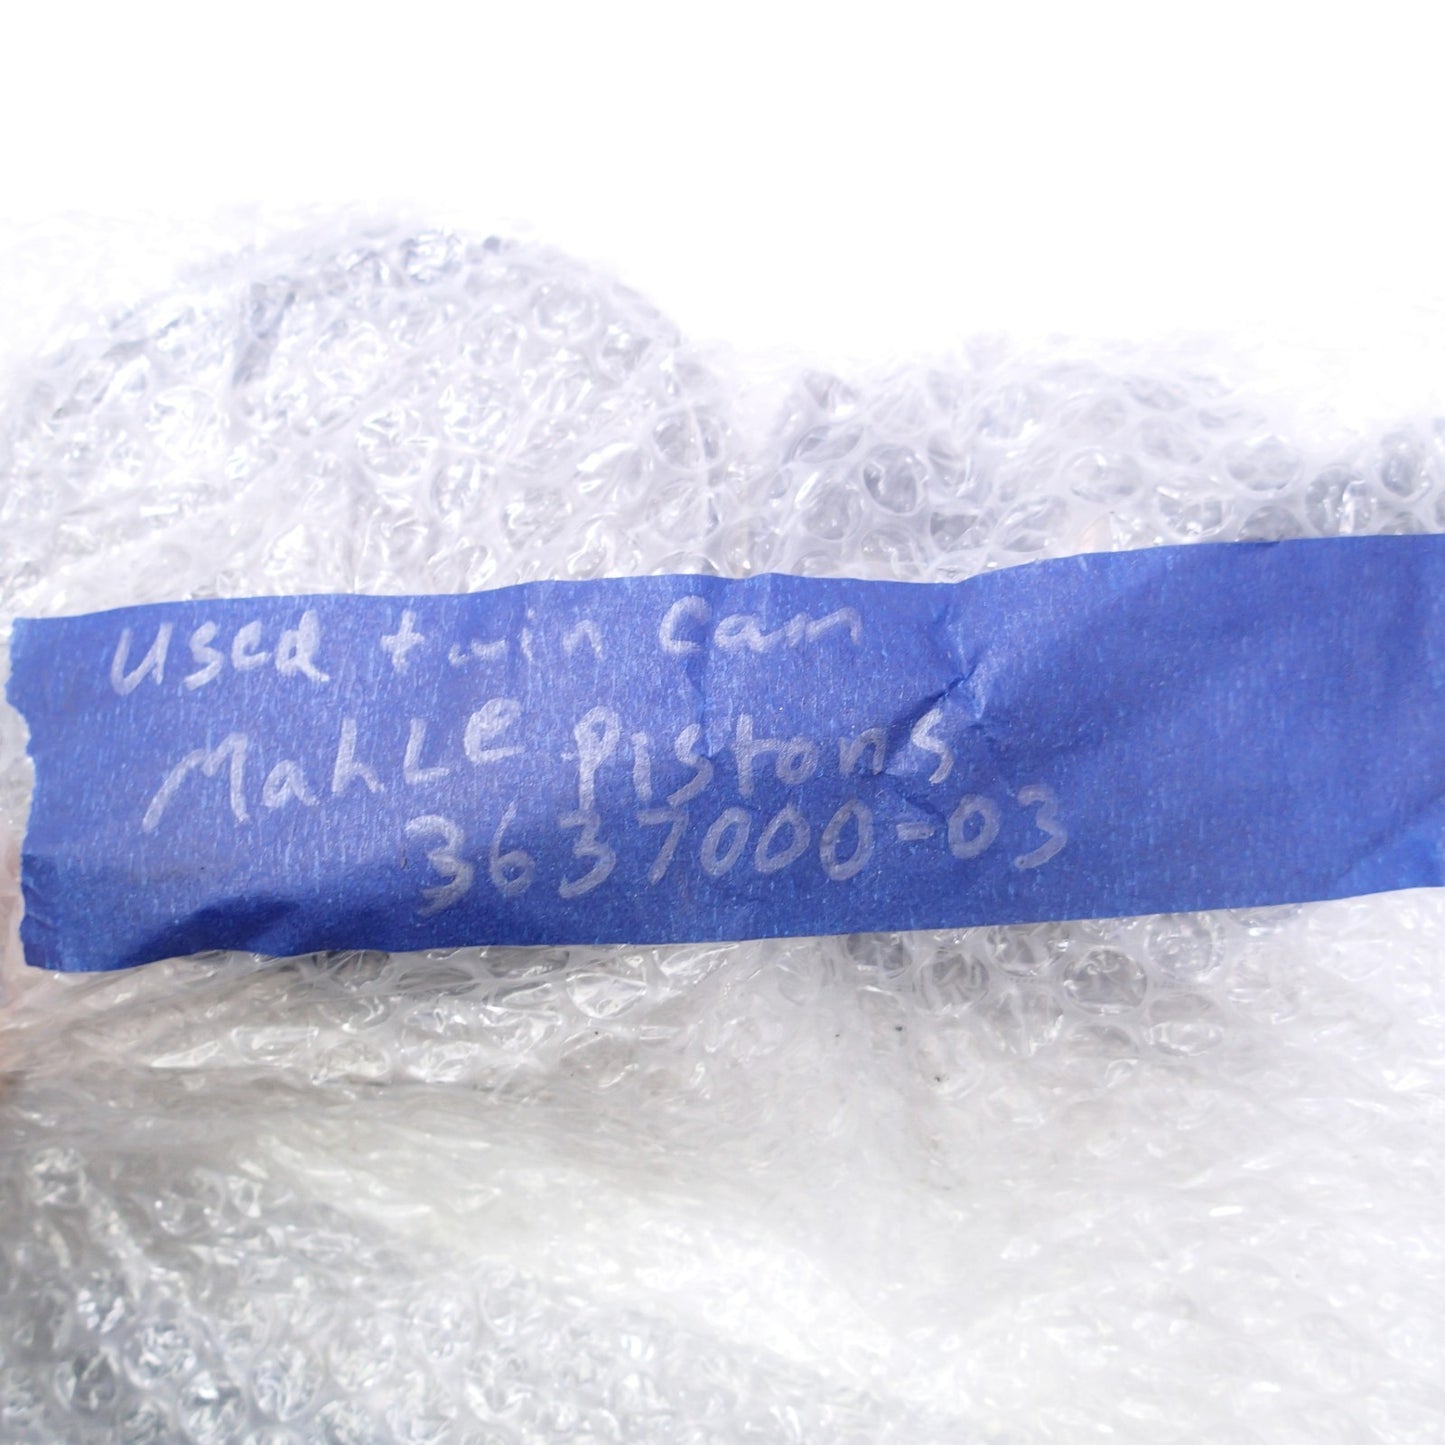 Used twin Cam
MahLE Pistons
3637000-03